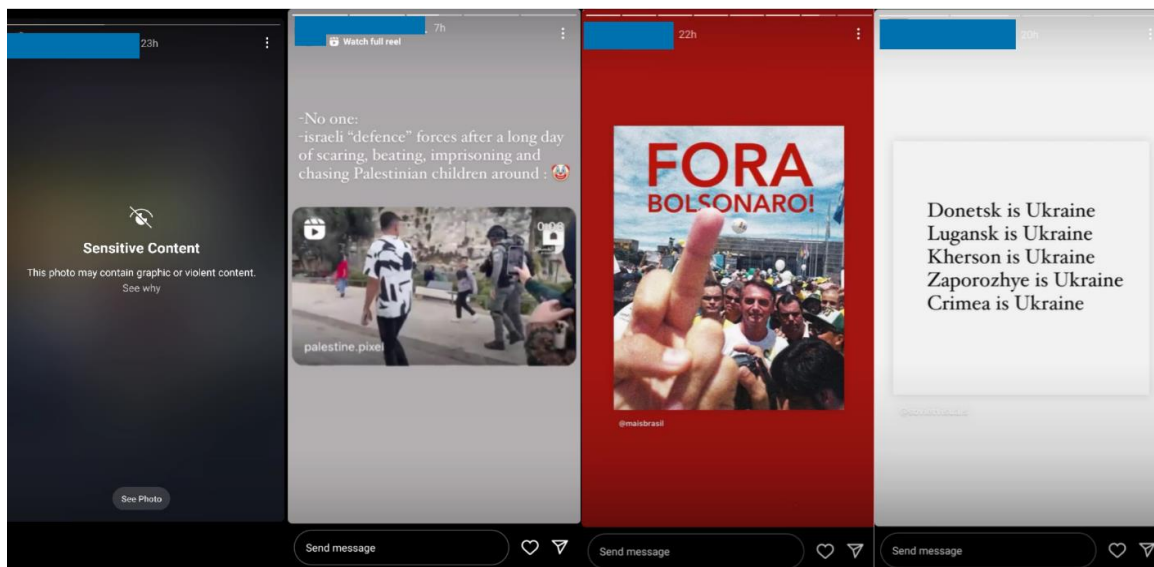 23h
Sensitive Content
This photo may contain graphic or violent content.
See why
See Photo
7h
Watch full reel
-No one:
-israeli “defence” forces after a long day
of scaring, beating, imprisoning and
chasing Palestinian children around : 🤡
palestine.pixel
Send message
22h
FORA
BOLSONARO!
@maisbrasil
Send message
20h
Donetsk is Ukraine
Lugansk is Ukraine
Kherson is Ukraine
Zaporozhye is Ukraine
Crimea is Ukraine
Send message